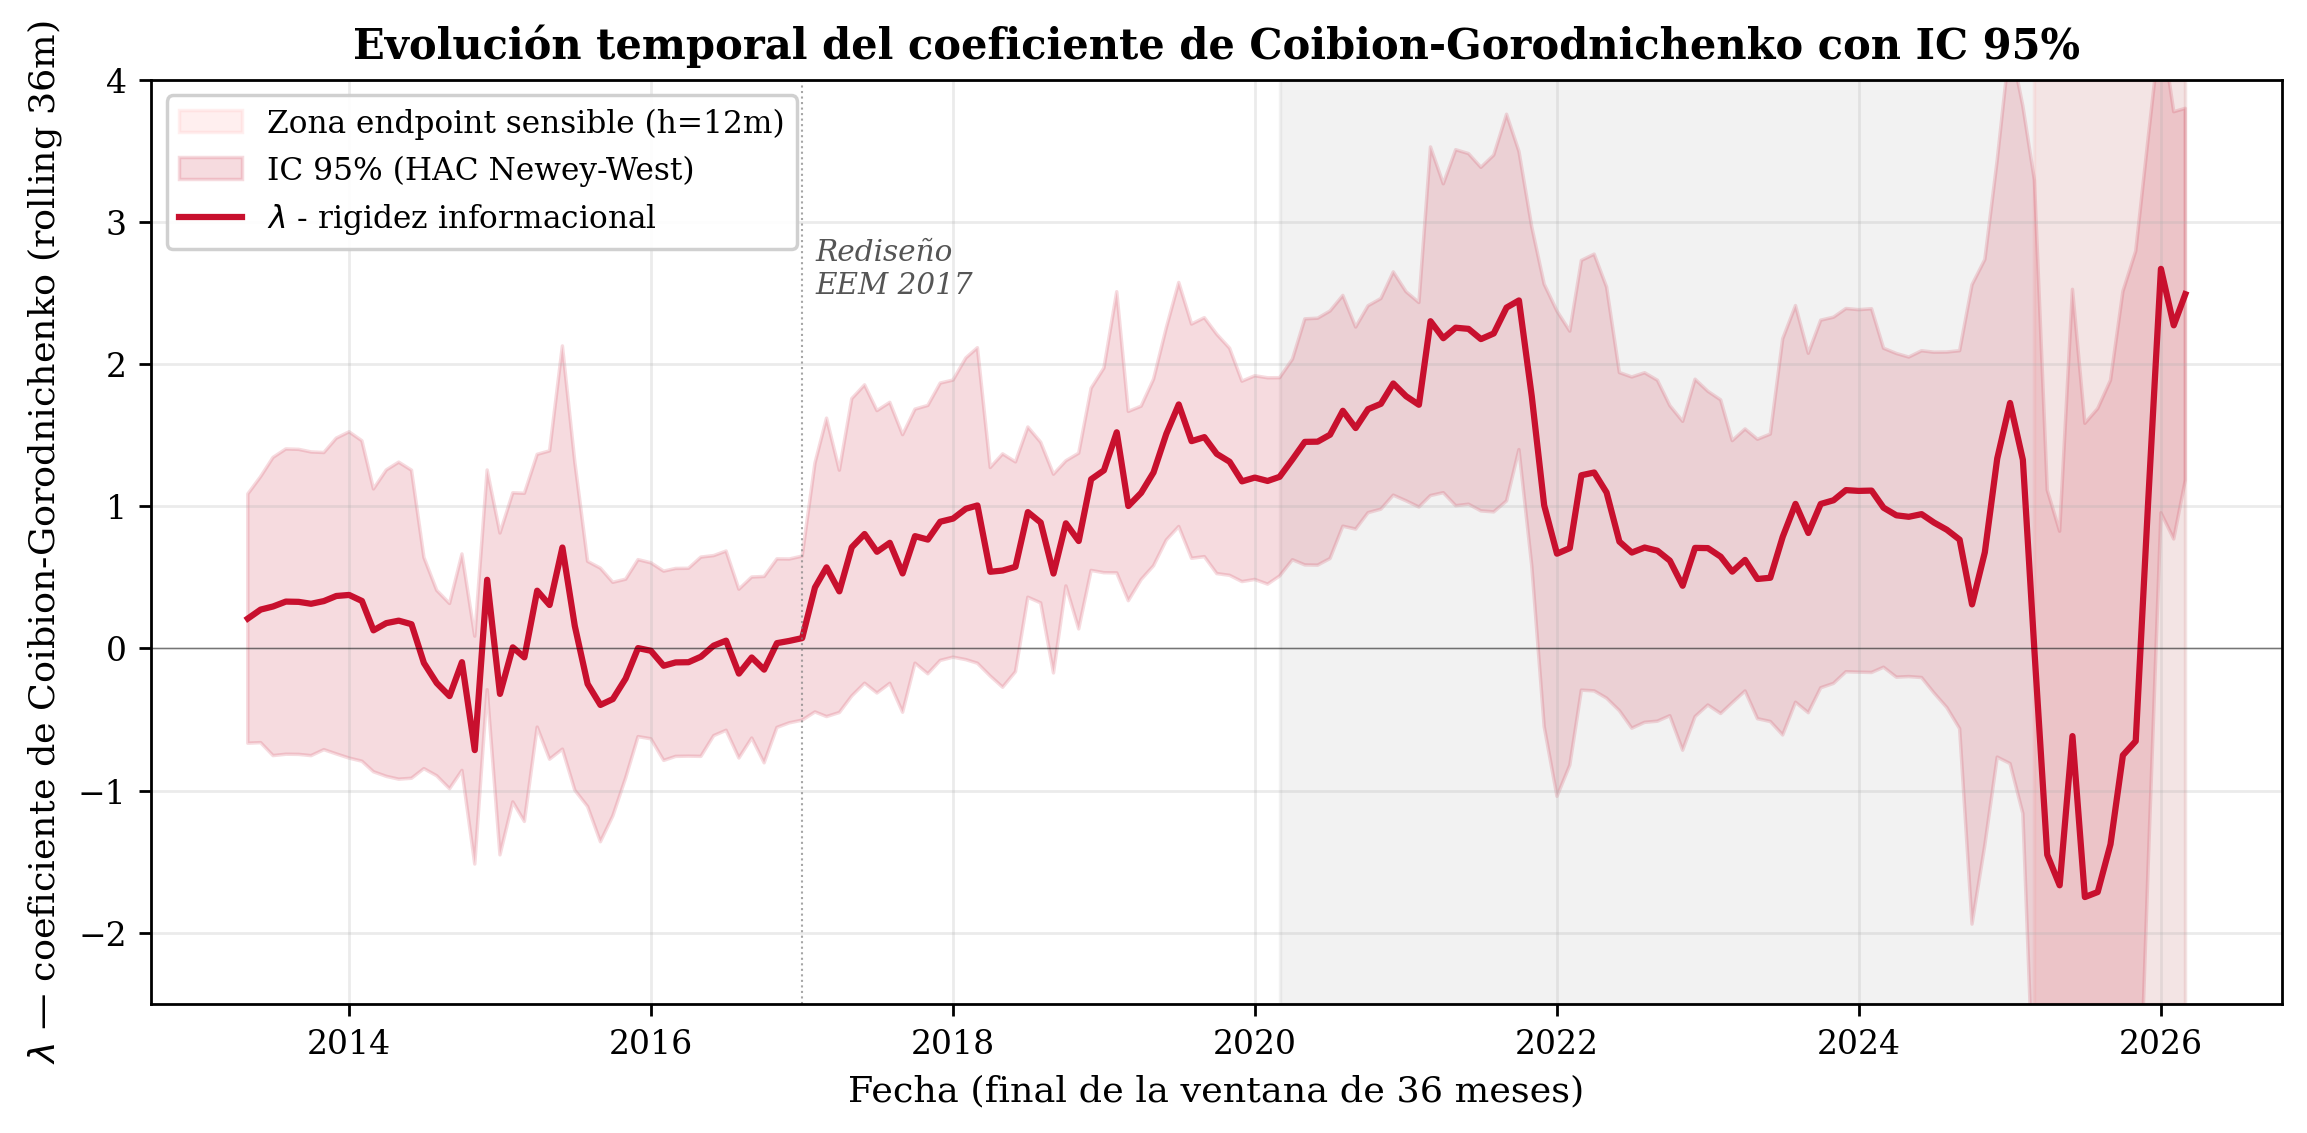 Evolución temporal del coeficiente de Coibion-Gorodnichenko con IC 95%
λ — coeficiente de Coibion-Gorodnichenko (rolling 36m)
4
3
2
1
0
−1
−2
Zona endpoint sensible (h=12m)
IC 95% (HAC Newey-West)
λ - rigidez informacional
Rediseño
EEM 2017
2014 2016 2018 2020 2022 2024 2026
Fecha (final de la ventana de 36 meses)